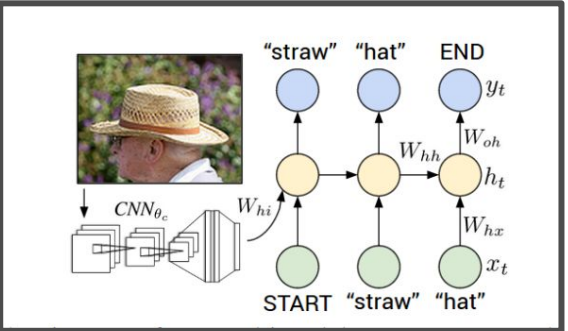 “straw” “hat” END
y_t
W_oh
W_hh
h_t
CNN_θc
W_hi
W_hx
x_t
START “straw” “hat”